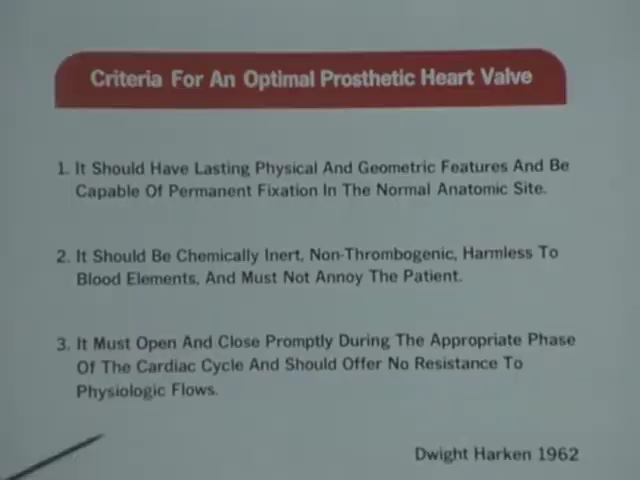 Criteria For An Optimal Prosthetic Heart Valve
1. It Should Have Lasting Physical And Geometric Features And Be
Capable Of Permanent Fixation In The Normal Anatomic Site.
2. It Should Be Chemically Inert, Non-Thrombogenic, Harmless To
Blood Elements, And Must Not Annoy The Patient.
3. It Must Open And Close Promptly During The Appropriate Phase
Of The Cardiac Cycle And Should Offer No Resistance To
Physiologic Flows.
Dwight Harken 1962